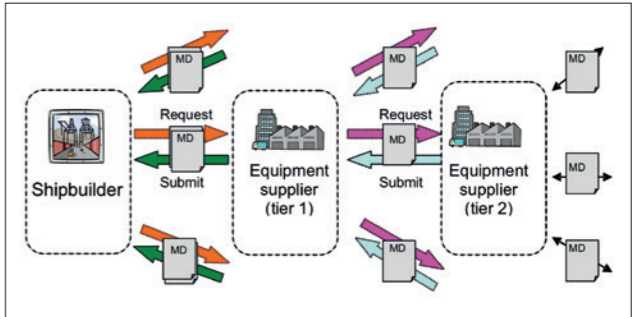 MD
MD
MD
MD
Request
Request
MD
MD
MD
Shipbuilder
Submit
Equipment
supplier
(tier 1)
Submit
Equipment
supplier
(tier 2)
MD
MD
MD